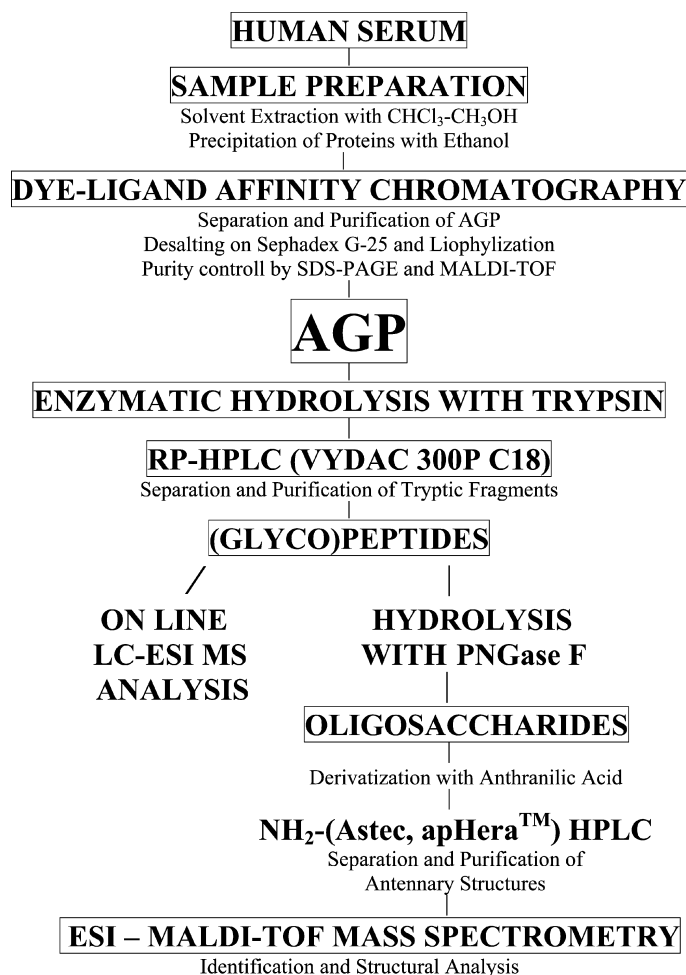 HUMAN SERUM
SAMPLE PREPARATION
Solvent Extraction with CHCl₃-CH₃OH
Precipitation of Proteins with Ethanol
DYE-LIGAND AFFINITY CHROMATOGRAPHY
Separation and Purification of AGP
Desalting on Sephadex G-25 and Liophylization
Purity controll by SDS-PAGE and MALDI-TOF
AGP
ENZYMATIC HYDROLYSIS WITH TRYPSIN
RP-HPLC (VYDAC 300P C18)
Separation and Purification of Tryptic Fragments
(GLYCO)PEPTIDES
ON LINE
LC-ESI MS
ANALYSIS
HYDROLYSIS
WITH PNGase F
OLIGOSACCHARIDES
Derivatization with Anthranilic Acid
NH₂-(Astec, apHera™) HPLC
Separation and Purification of
Antennary Structures
ESI – MALDI-TOF MASS SPECTROMETRY
Identification and Structural Analysis